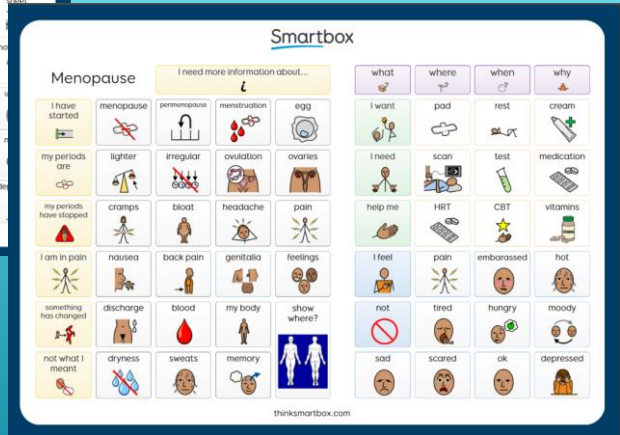 Smartbox
Menopause
I need more information about...
what where when why
I have started
menopause perimenopause menstruation egg
I want
pad rest cream
my periods are
lighter irregular ovulation ovaries
I need
scan test medication
my periods have stopped
cramps bloat headache pain
help me
HRT CBT vitamins
I am in pain
nausea back pain genitalia feelings
I feel
pain embarassed hot
something has changed
discharge blood my body show where?
not
tired hungry moody
not what I meant
dryness sweats memory
sad scared ok depressed
thinksmartbox.com